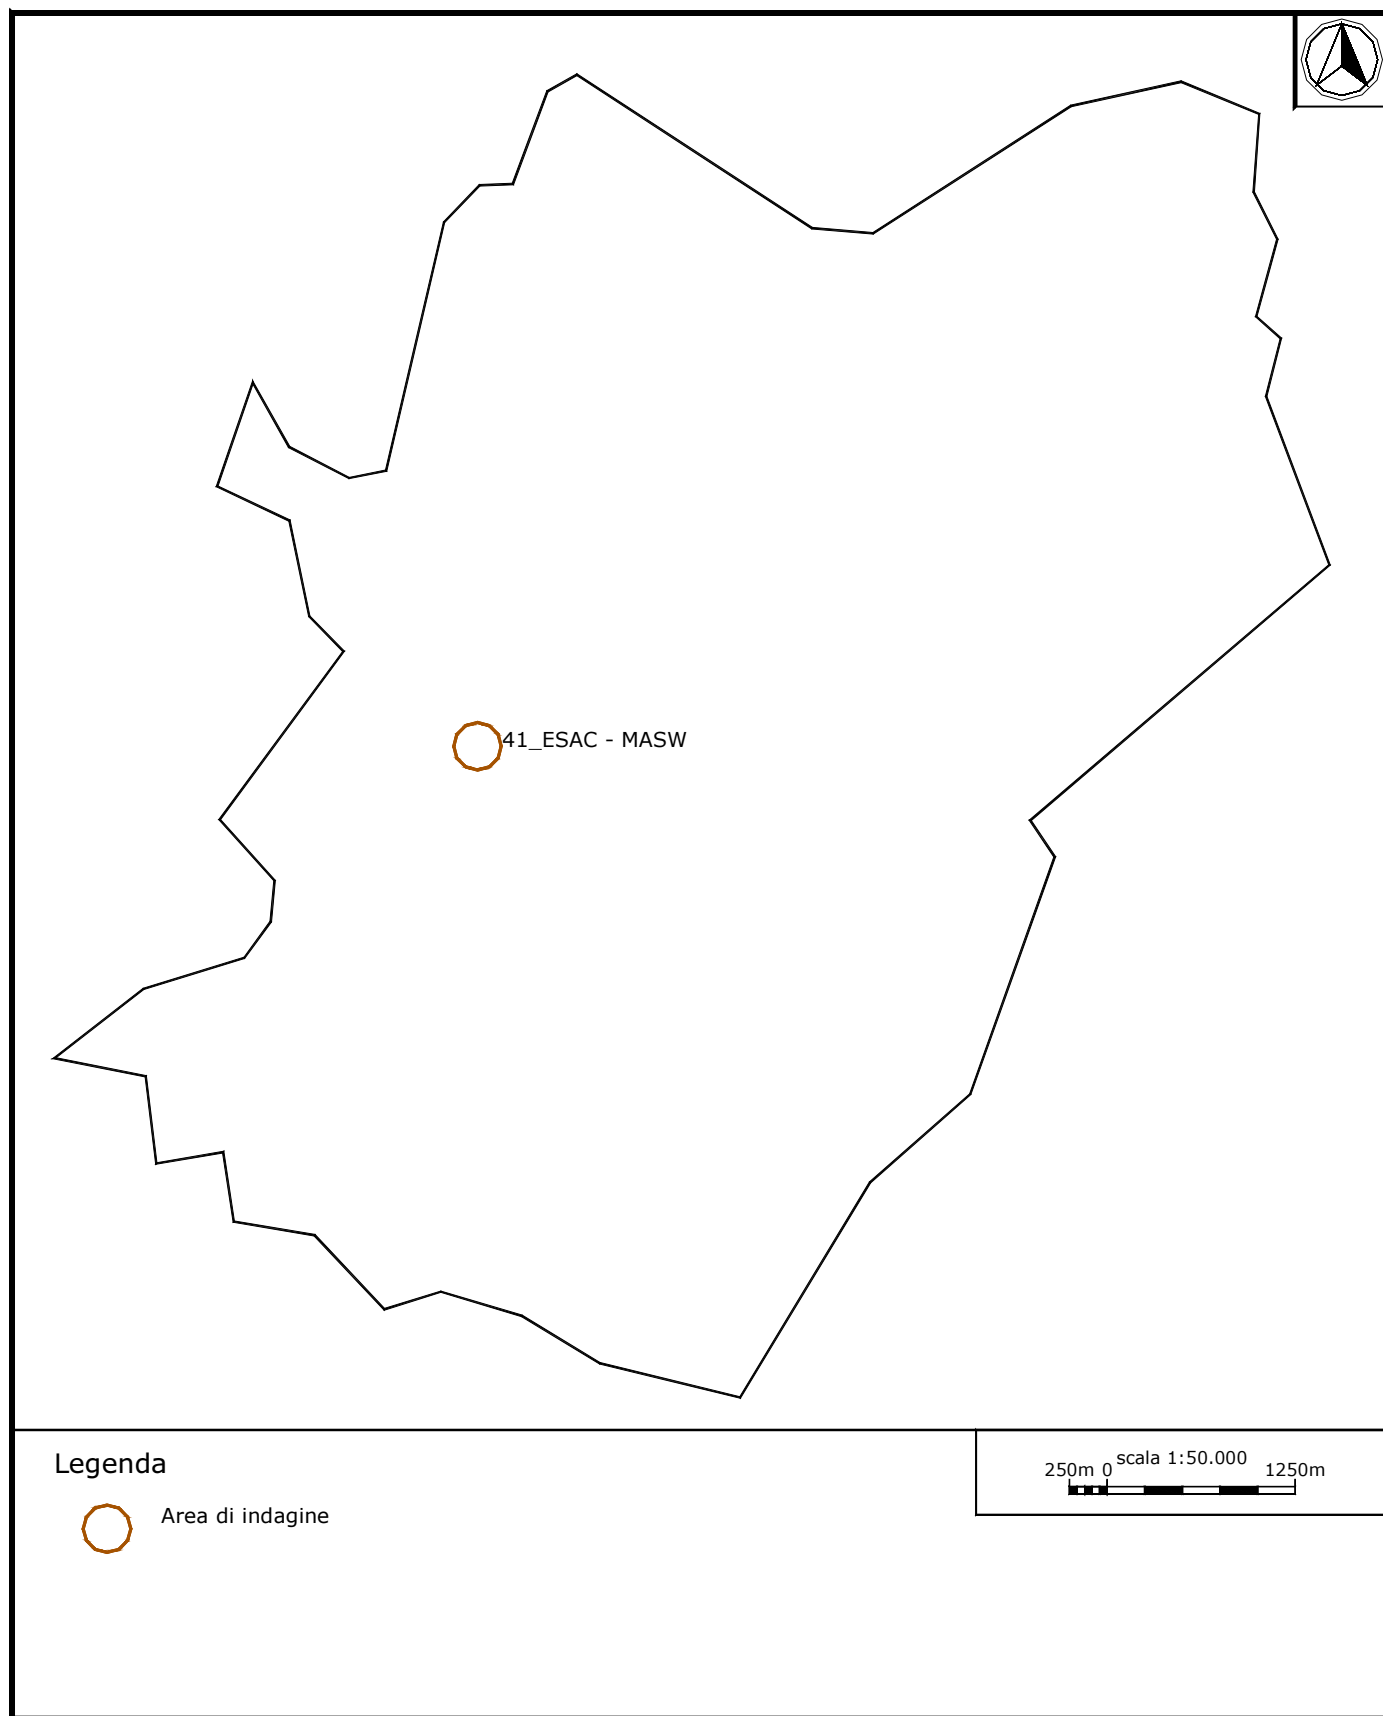 41_ESAC - MASW
Legenda
Area di indagine
scala 1:50.000
250m 0 1250m